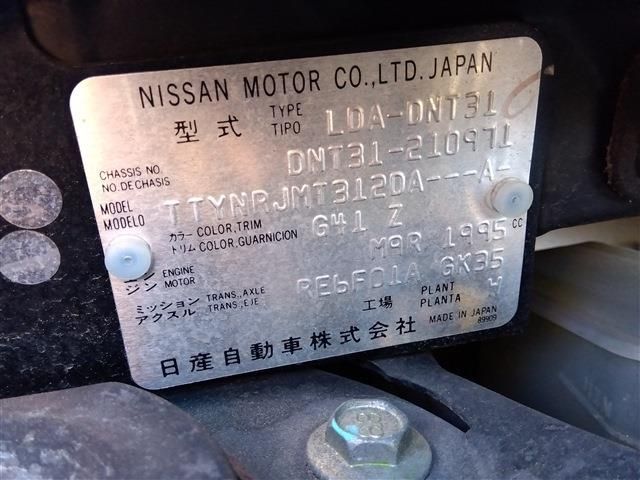 NISSAN MOTOR CO.,LTD. JAPAN
型式 TYPE TIPO LDA-DNT31
CHASSIS NO. NO.DE CHASIS DNT31-210971
MODEL MODELO TTYNRJMT312DA---A-
カラー COLOR,TRIM トリム COLOR,GUARNICION G41 Z
ジン ENGINE MOTOR M9R 1995 CC
ミッション アクスル TRANS.,AXLE TRANS.,EJE RE6F01A GK35
工場 PLANT PLANTA H
日産自動車株式会社 MADE IN JAPAN
89909
8